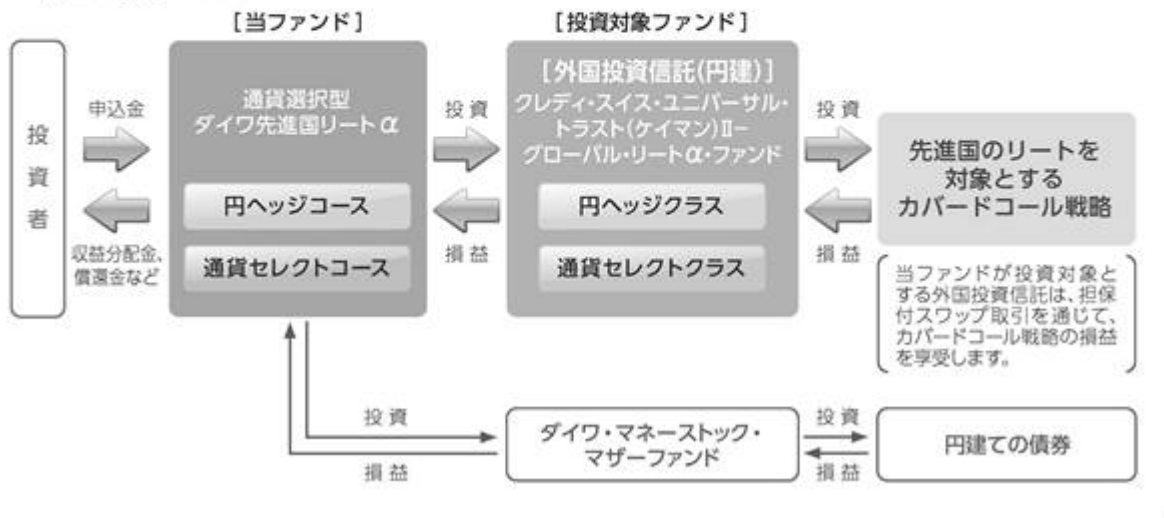 [当ファンド]
[投資対象ファンド]
投資者
申込金
収益分配金、
償還金など
通貨選択型
ダイワ先進国リートα
円ヘッジコース
通貨セレクトコース
投資
損益
[外国投資信託(円建)]
クレディ・スイス・ユニバーサル・
トラスト(ケイマン)Ⅱー
グローバル・リートα・ファンド
円ヘッジクラス
通貨セレクトクラス
投資
損益
先進国のリートを
対象とする
カバードコール戦略
当ファンドが投資対象と
する外国投資信託は、担保
付スワップ取引を通じて、
カバードコール戦略の損益
を享受します。
投資
損益
ダイワ・マネーストック・
マザーファンド
投資
損益
円建ての債券